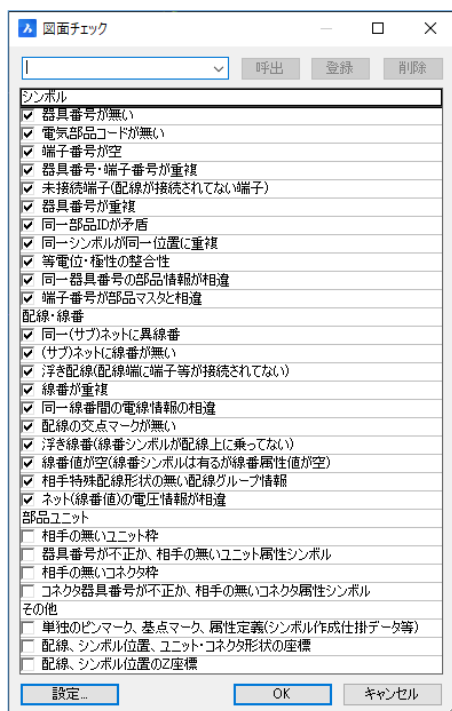 図面チェック
呼出 登録 削除
シンボル
器具番号が無い
電気部品コードが無い
端子番号が空
器具番号・端子番号が重複
未接続端子(配線が接続されてない端子)
器具番号が重複
同一部品IDが矛盾
同一シンボルが同一位置に重複
等電位・極性の整合性
同一器具番号の部品情報が相違
端子番号が部品マスタと相違
配線・線番
同一(サブ)ネットに異線番
(サブ)ネットに線番が無い
浮き配線(配線端に端子等が接続されてない)
線番が重複
同一線番間の電線情報の相違
配線の交点マークが無い
浮き線番(線番シンボルが配線上に乗ってない)
線番値が空(線番シンボルは有るが線番属性値が空)
相手特殊配線形状の無い配線グループ情報
ネット(線番値)の電圧情報が相違
部品ユニット
相手の無いユニット枠
器具番号が不正か、相手の無いユニット属性シンボル
相手の無いコネクタ枠
コネクタ器具番号が不正か、相手の無いコネクタ属性シンボル
その他
単独のピンマーク、基点マーク、属性定義(シンボル作成仕掛データ等)
配線、シンボル位置、ユニット・コネクタ形状の座標
配線、シンボル位置のZ座標
設定... OK キャンセル